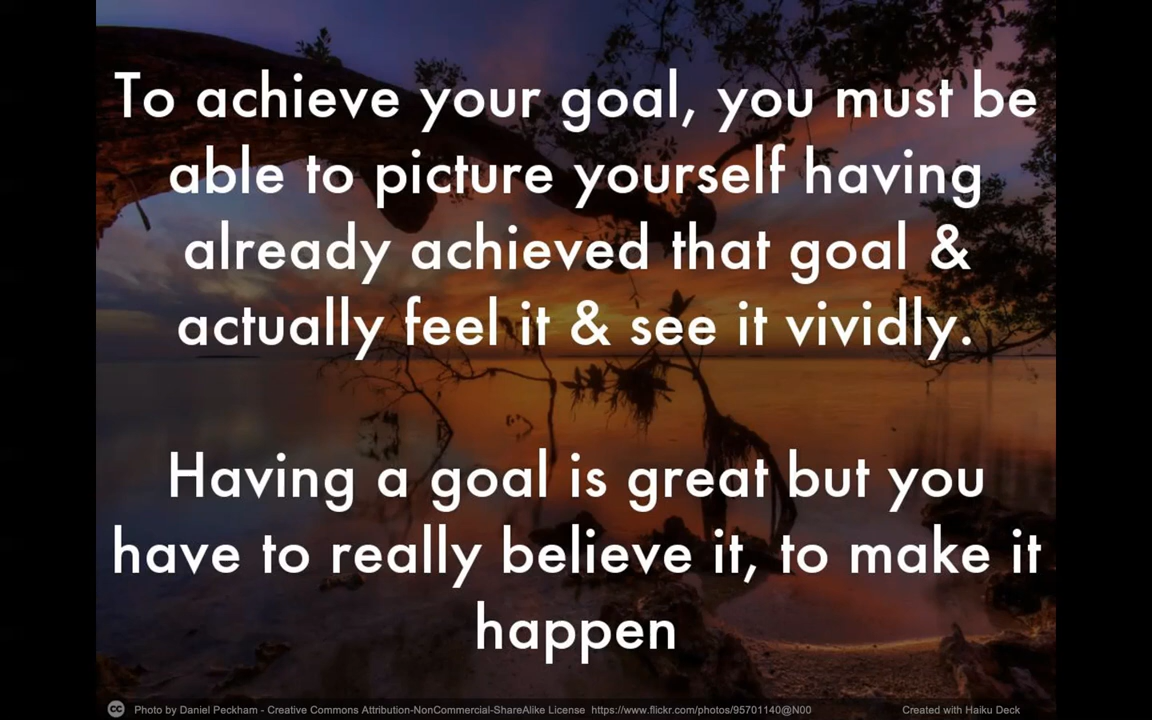 To achieve your goal, you must be
able to picture yourself having
already achieved that goal &
actually feel it & see it vividly.
Having a goal is great but you
have to really believe it, to make it
happen
cc Photo by Daniel Peckham - Creative Commons Attribution-NonCommercial-ShareAlike License https://www.flickr.com/photos/95701140@N00 Created with Haiku Deck